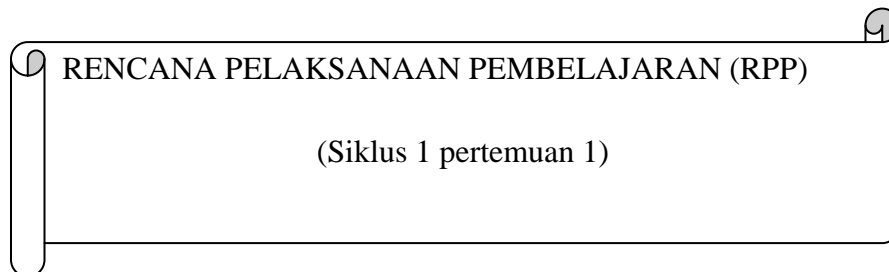 RENCANA PELAKSANAAN PEMBELAJARAN (RPP)
(Siklus 1 pertemuan 1)